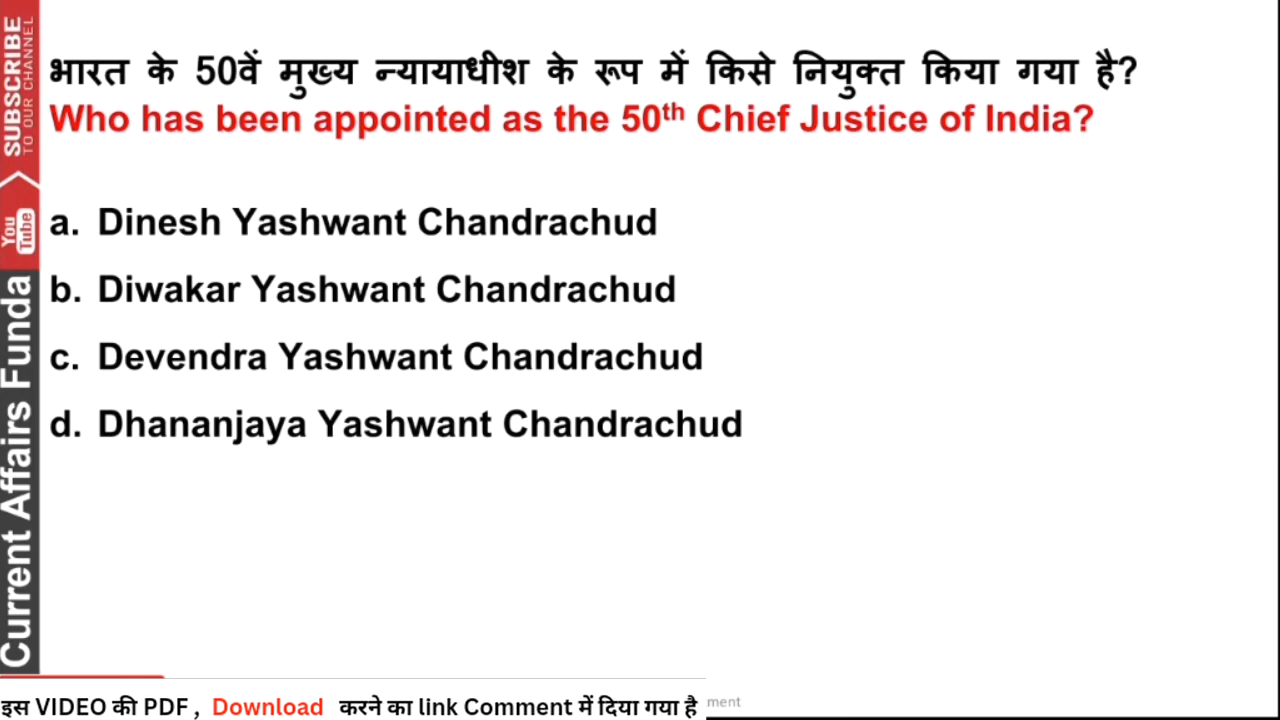 भारत के 50वें मुख्य न्यायाधीश के रूप में किसे नियुक्त किया गया है?
Who has been appointed as the 50th Chief Justice of India?
a. Dinesh Yashwant Chandrachud
b. Diwakar Yashwant Chandrachud
c. Devendra Yashwant Chandrachud
d. Dhananjaya Yashwant Chandrachud
SUBSCRIBE
TO OUR CHANNEL
You
Tube
Current Affairs Funda
इस VIDEO की PDF , Download करने का link Comment में दिया गया है
ment